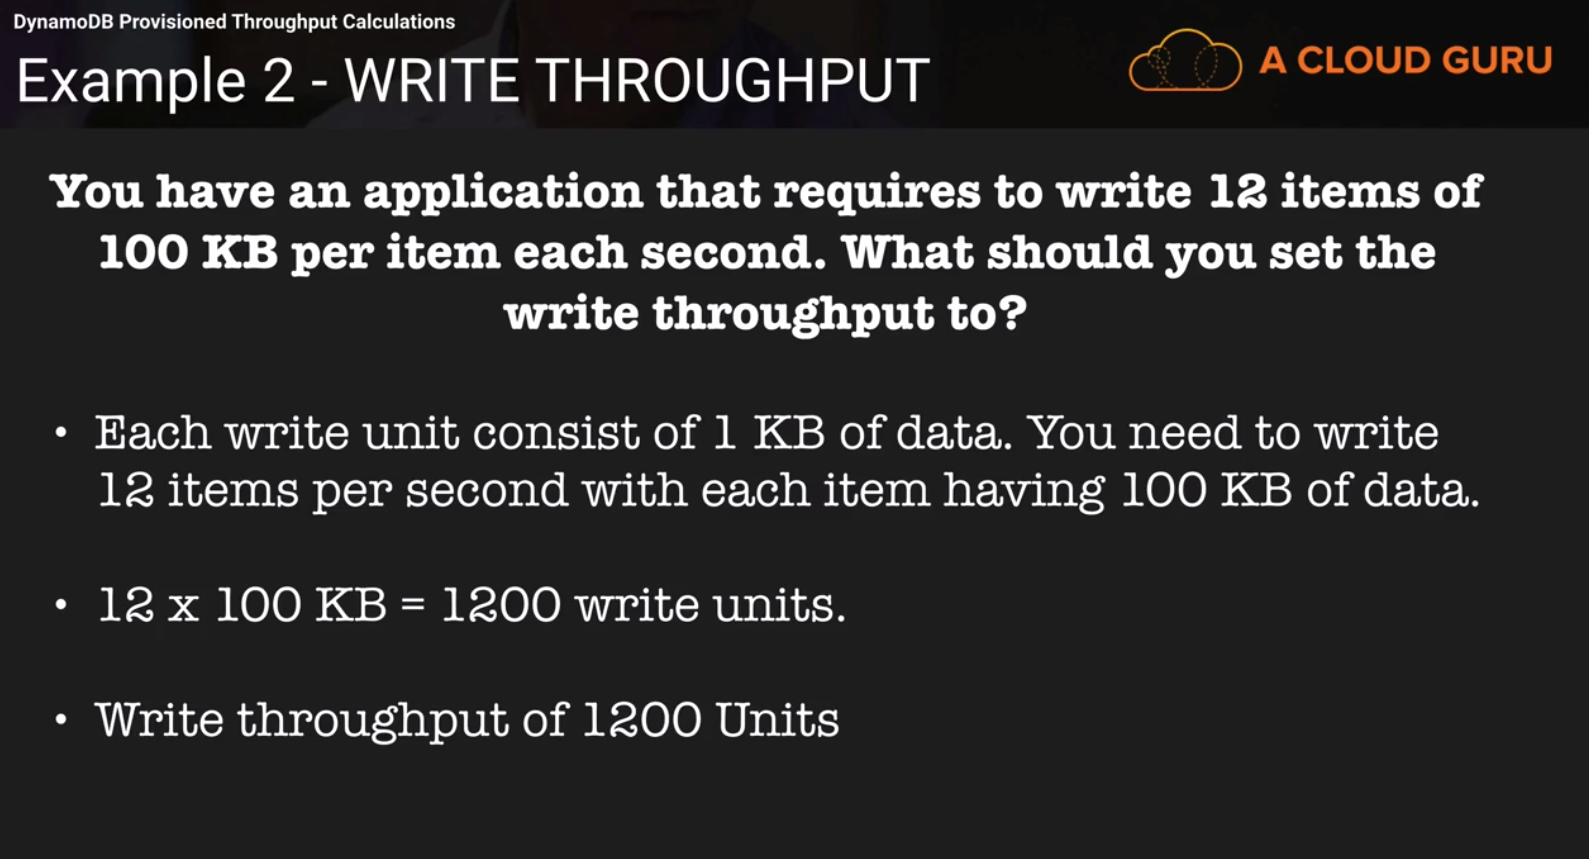 DynamoDB Provisioned Throughput Calculations
Example 2 - WRITE THROUGHPUT
A CLOUD GURU
You have an application that requires to write 12 items of
100 KB per item each second. What should you set the
write throughput to?
• Each write unit consist of 1 KB of data. You need to write
12 items per second with each item having 100 KB of data.
• 12 x 100 KB = 1200 write units.
• Write throughput of 1200 Units